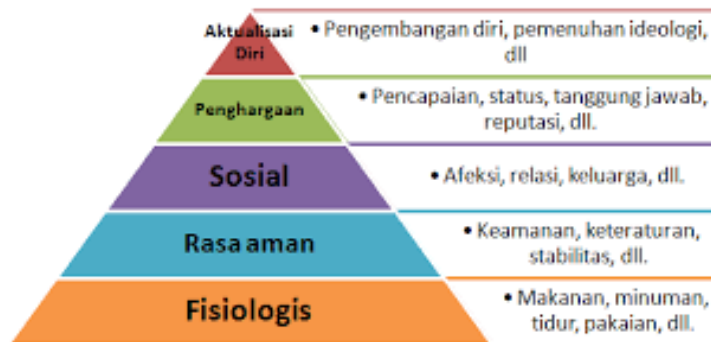 Aktualisasi
Diri
• Pengembangan diri, pemenuhan ideologi,
dll
Penghargaan
• Pencapaian, status, tanggung jawab,
reputasi, dll.
Sosial
• Afeksi, relasi, keluarga, dll.
Rasa aman
• Keamanan, keteraturan,
stabilitas, dll.
Fisiologis
• Makanan, minuman,
tidur, pakaian, dll.